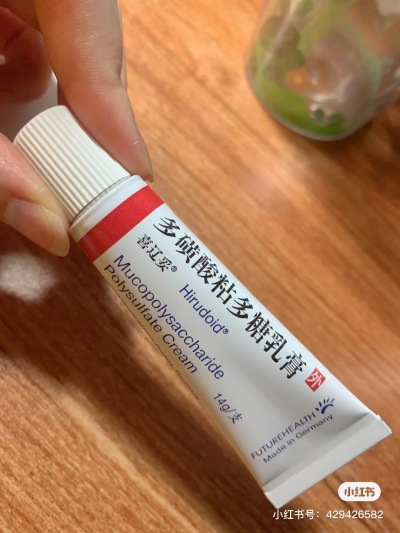 多磺酸粘多糖乳膏 外
喜辽妥® Hirudoid®
Mucopolysaccharide
Polysulfate Cream
14g/支
FUTUREHEALTH
Made in Germany
小红书
小红书号：429426582